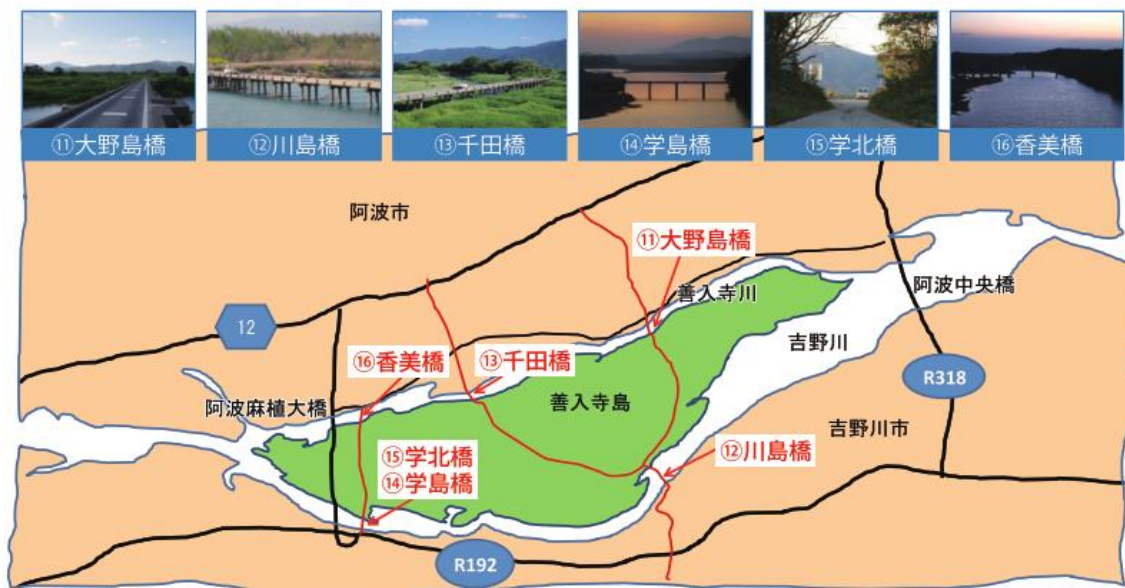 ⑪大野島橋
⑫川島橋
⑬千田橋
⑭学島橋
⑮学北橋
⑯香美橋
阿波市
⑪大野島橋
善入寺川
阿波中央橋
12
吉野川
⑯香美橋
⑬千田橋
R318
阿波麻植大橋
善入寺島
吉野川市
⑮学北橋
⑭学島橋
⑫川島橋
R192